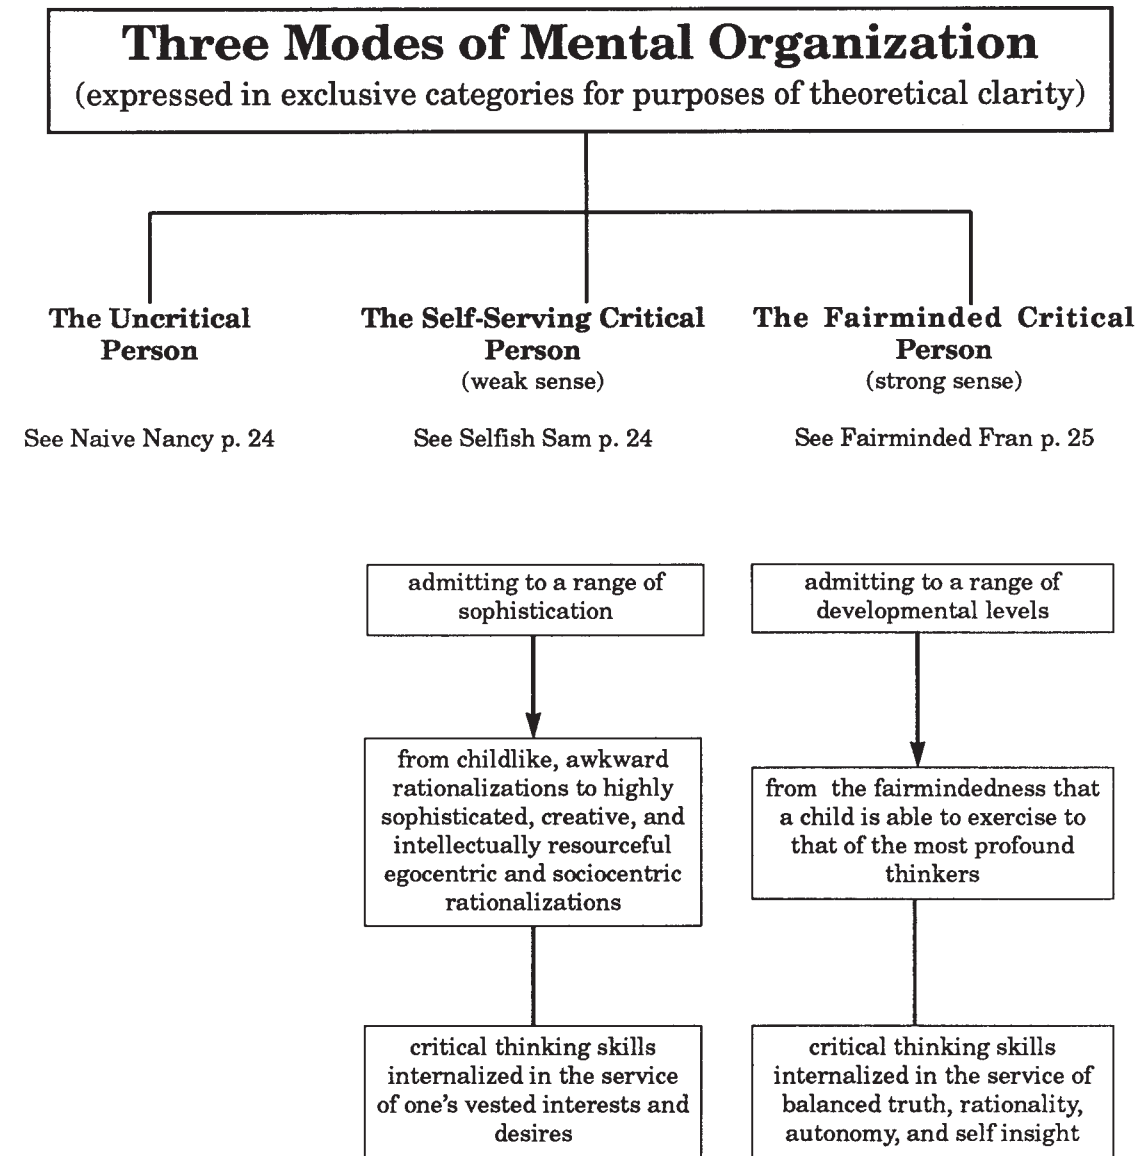 Three Modes of Mental Organization
(expressed in exclusive categories for purposes of theoretical clarity)
The Uncritical
Person
See Naive Nancy p. 24
The Self-Serving Critical
Person
(weak sense)
See Selfish Sam p. 24
The Fairminded Critical
Person
(strong sense)
See Fairminded Fran p. 25
admitting to a range of
sophistication
from childlike, awkward
rationalizations to highly
sophisticated, creative, and
intellectually resourceful
egocentric and sociocentric
rationalizations
critical thinking skills
internalized in the service
of one's vested interests and
desires
admitting to a range of
developmental levels
from the fairmindedness that
a child is able to exercise to
that of the most profound
thinkers
critical thinking skills
internalized in the service of
balanced truth, rationality,
autonomy, and self insight